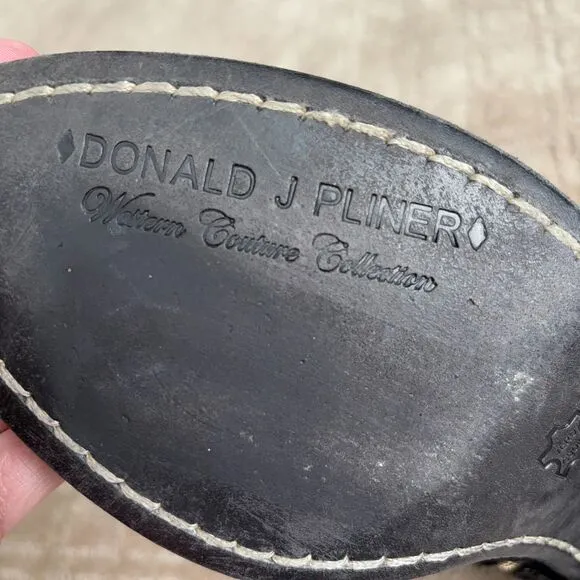 DONALD J PLINER
Western Couture Collection